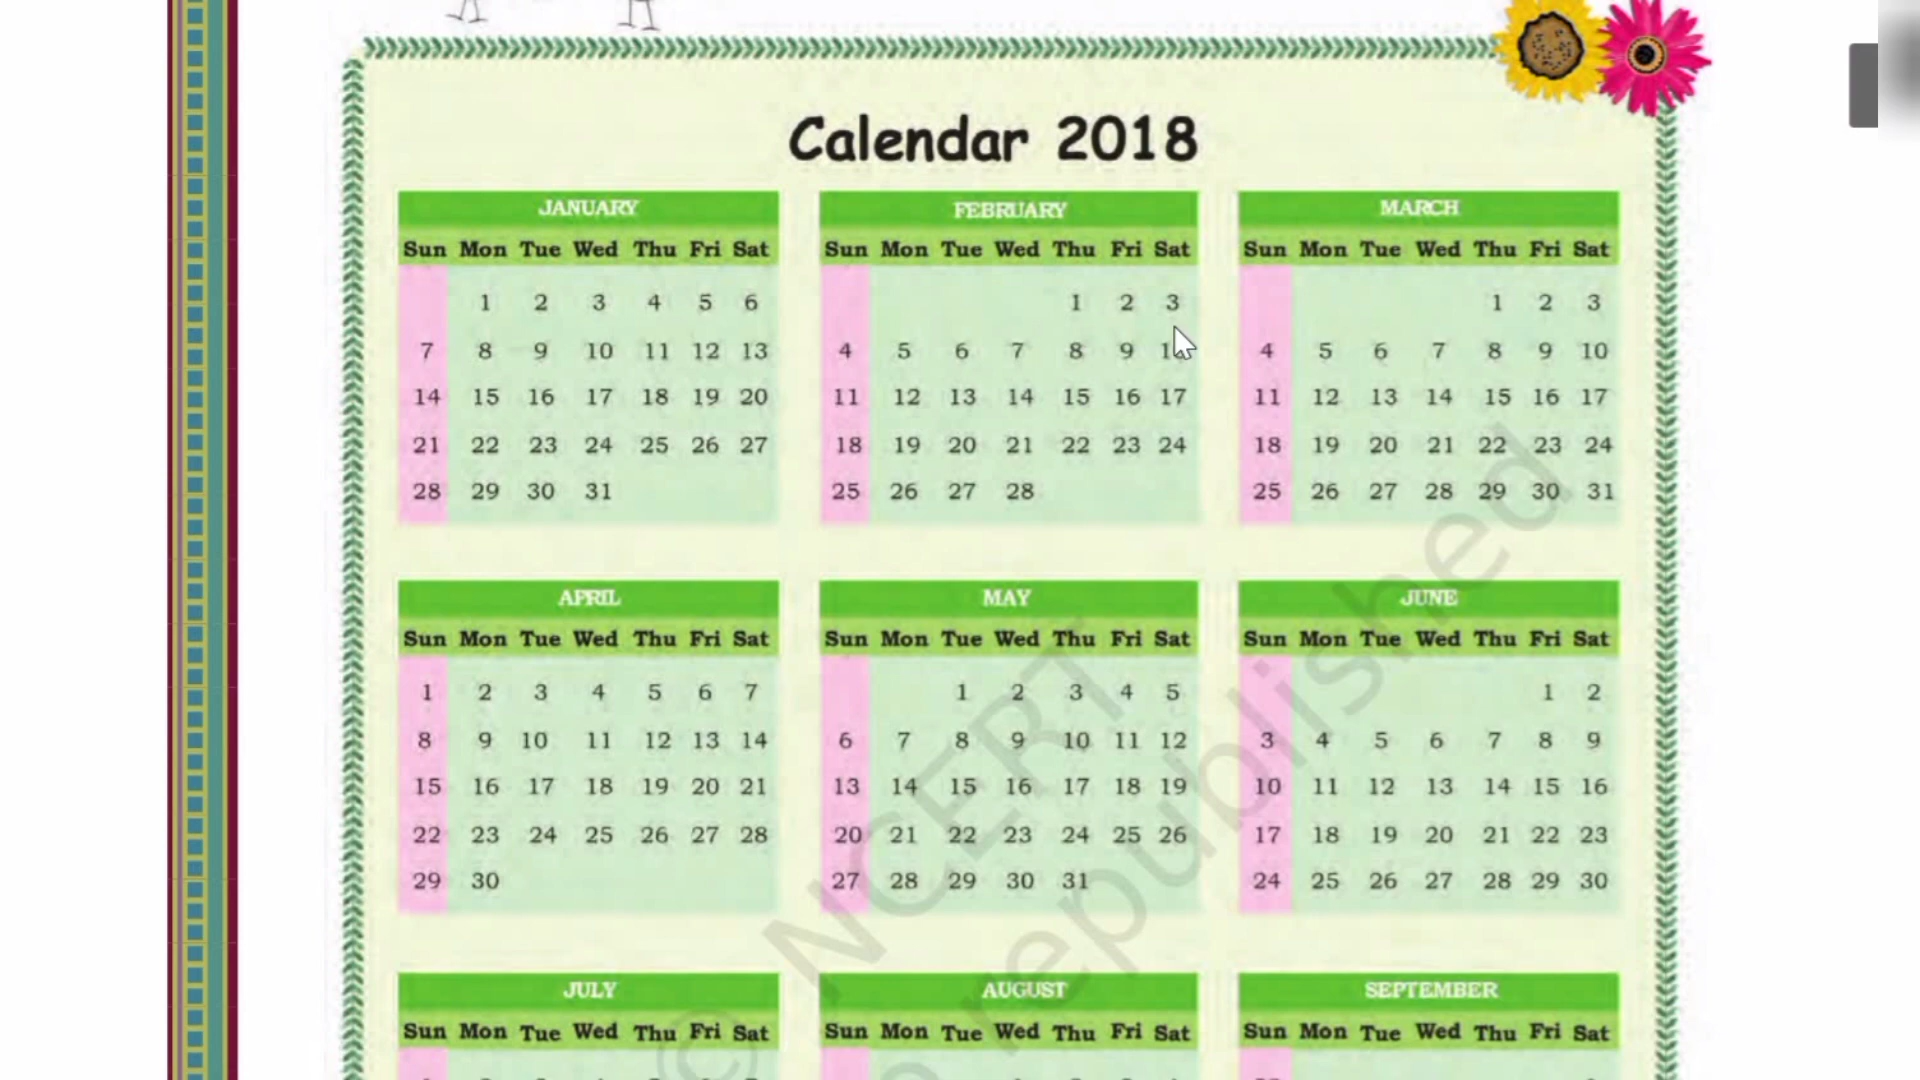 Calendar 2018
JANUARY
Sun Mon Tue Wed Thu Fri Sat
1 2 3 4 5 6
7 8 9 10 11 12 13
14 15 16 17 18 19 20
21 22 23 24 25 26 27
28 29 30 31
FEBRUARY
Sun Mon Tue Wed Thu Fri Sat
1 2 3
4 5 6 7 8 9
11 12 13 14 15 16 17
18 19 20 21 22 23 24
25 26 27 28
MARCH
Sun Mon Tue Wed Thu Fri Sat
1 2 3
4 5 6 7 8 9 10
11 12 13 14 15 16 17
18 19 20 21 22 23 24
25 26 27 28 29 30 31
APRIL
Sun Mon Tue Wed Thu Fri Sat
1 2 3 4 5 6 7
8 9 10 11 12 13 14
15 16 17 18 19 20 21
22 23 24 25 26 27 28
29 30
MAY
Sun Mon Tue Wed Thu Fri Sat
1 2 3 4 5
6 7 8 9 10 11 12
13 14 15 16 17 18 19
20 21 22 23 24 25 26
27 28 29 30 31
JUNE
Sun Mon Tue Wed Thu Fri Sat
1 2
3 4 5 6 7 8 9
10 11 12 13 14 15 16
17 18 19 20 21 22 23
24 25 26 27 28 29 30
JULY
Sun Mon Tue Wed Thu Fri Sat
AUGUST
Sun Mon Tue Wed Thu Fri Sat
SEPTEMBER
Sun Mon Tue Wed Thu Fri Sat
© NCERT
republished